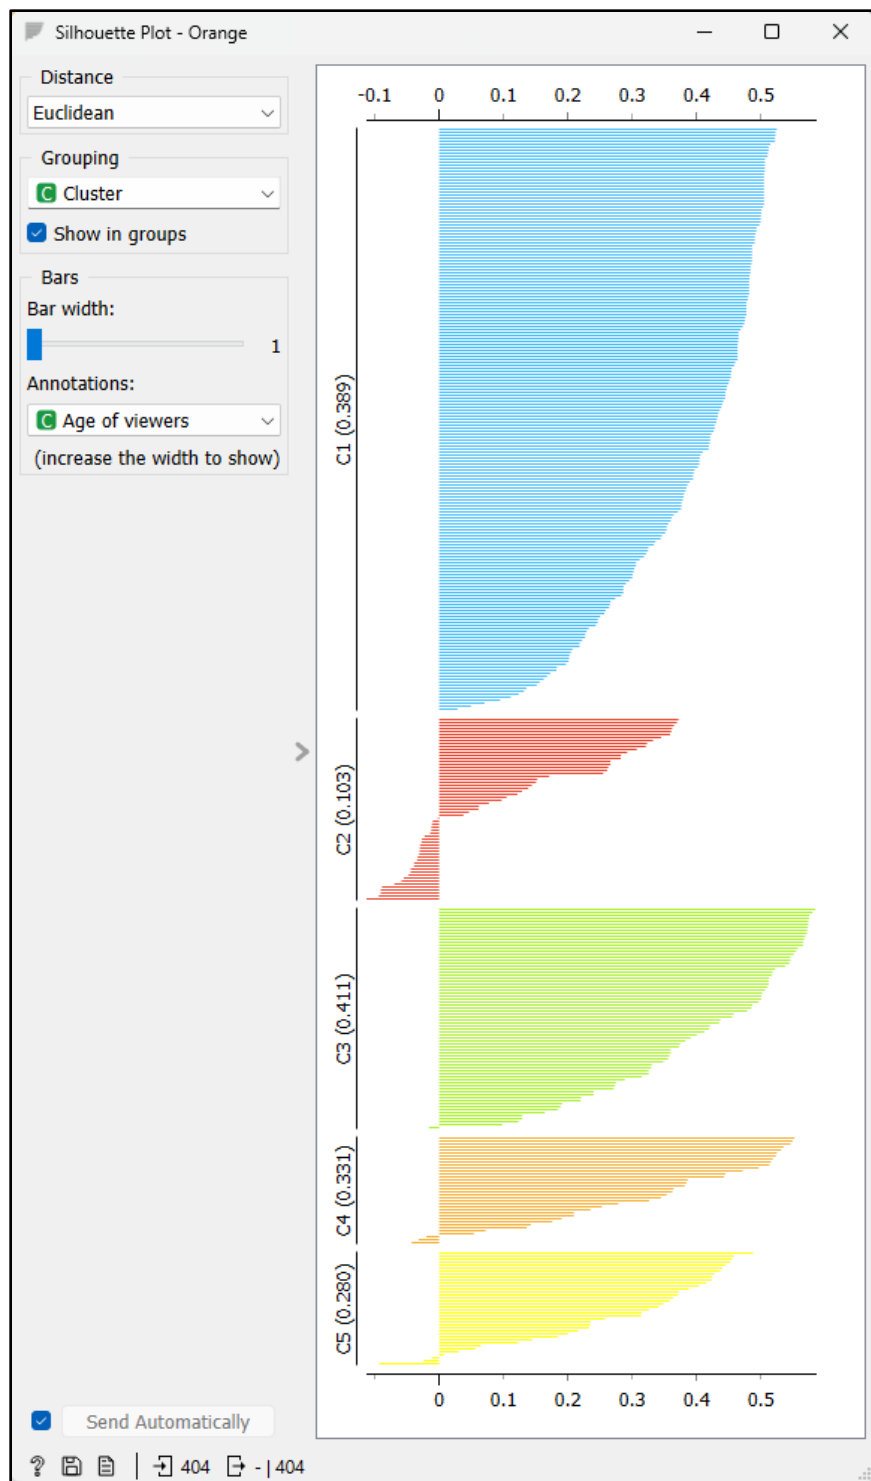 Silhouette Plot - Orange
Distance
Euclidean
Grouping
C Cluster
Show in groups
Bars
Bar width:
1
Annotations:
C Age of viewers
(increase the width to show)
Send Automatically
? 404 - | 404
-0.1 0 0.1 0.2 0.3 0.4 0.5
C1 (0.389)
C2 (0.103)
C3 (0.411)
C4 (0.331)
C5 (0.280)
0 0.1 0.2 0.3 0.4 0.5